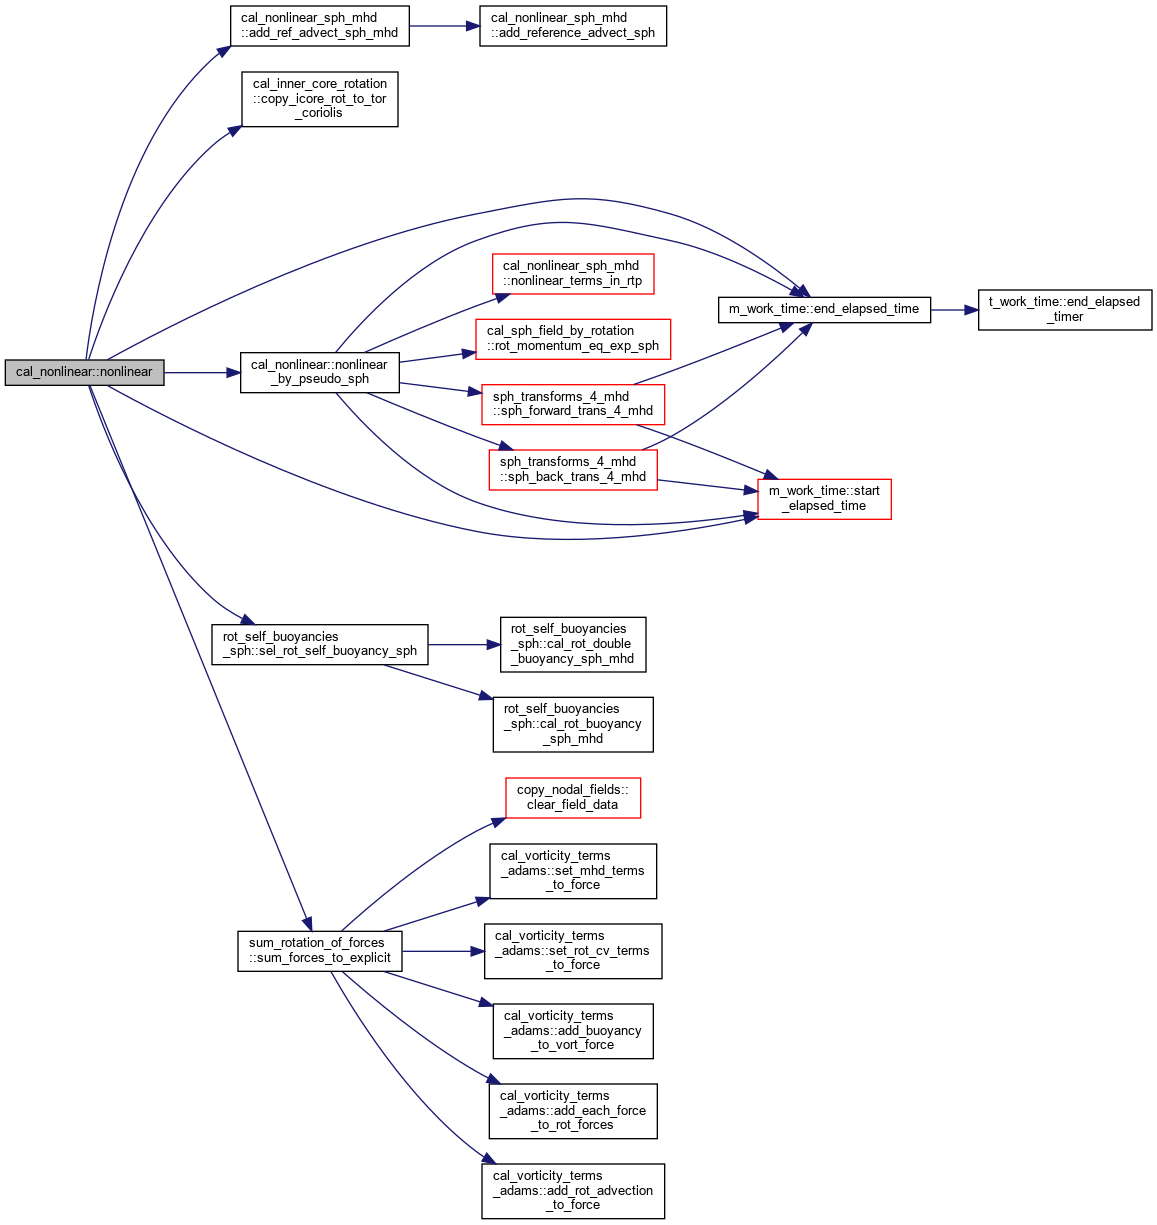 cal_nonlinear_sph_mhd
::add_ref_advect_sph_mhd
cal_nonlinear_sph_mhd
::add_reference_advect_sph
cal_inner_core_rotation
::copy_icore_rot_to_tor
_coriolis
cal_nonlinear_sph_mhd
::nonlinear_terms_in_rtp
m_work_time::end_elapsed_time
t_work_time::end_elapsed
_timer
cal_sph_field_by_rotation
::rot_momentum_eq_exp_sph
cal_nonlinear::nonlinear
cal_nonlinear::nonlinear
_by_pseudo_sph
sph_transforms_4_mhd
::sph_forward_trans_4_mhd
sph_transforms_4_mhd
::sph_back_trans_4_mhd
m_work_time::start
_elapsed_time
rot_self_buoyancies
_sph::sel_rot_self_buoyancy_sph
rot_self_buoyancies
_sph::cal_rot_double
_buoyancy_sph_mhd
rot_self_buoyancies
_sph::cal_rot_buoyancy
_sph_mhd
copy_nodal_fields::
clear_field_data
cal_vorticity_terms
_adams::set_mhd_terms
_to_force
sum_rotation_of_forces
::sum_forces_to_explicit
cal_vorticity_terms
_adams::set_rot_cv_terms
_to_force
cal_vorticity_terms
_adams::add_buoyancy
_to_vort_force
cal_vorticity_terms
_adams::add_each_force
_to_rot_forces
cal_vorticity_terms
_adams::add_rot_advection
_to_force